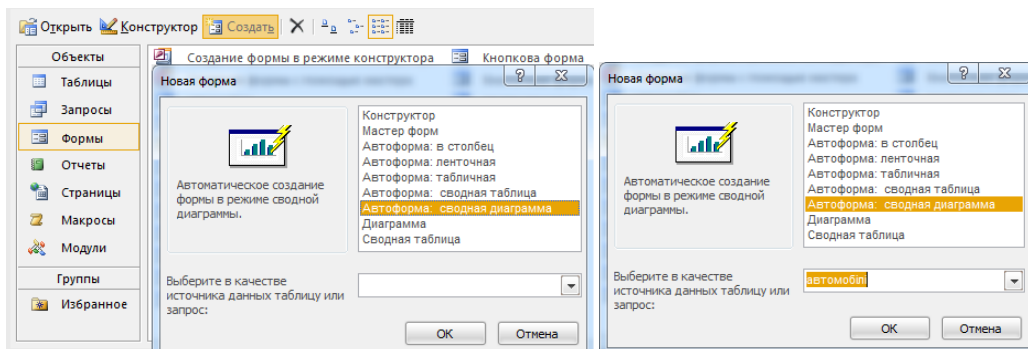 Открыть Конструктор Создать
Объекты
Таблицы
Запросы
Формы
Отчеты
Страницы
Макросы
Модули
Группы
Избранное
Создание формы в режиме конструктора Кнопкова форма
Новая форма
Автоматическое создание
формы в режиме сводной
диаграммы.
Конструктор
Мастер форм
Автоформа: в столбец
Автоформа: ленточная
Автоформа: табличная
Автоформа: сводная таблица
Автоформа: сводная диаграмма
Диаграмма
Сводная таблица
Выберите в качестве
источника данных таблицу или
запрос:
ОК Отмена
Новая форма
Автоматическое создание
формы в режиме сводной
диаграммы.
Конструктор
Мастер форм
Автоформа: в столбец
Автоформа: ленточная
Автоформа: табличная
Автоформа: сводная таблица
Автоформа: сводная диаграмма
Диаграмма
Сводная таблица
Выберите в качестве
источника данных таблицу или
запрос:
автомобілі
ОК Отмена